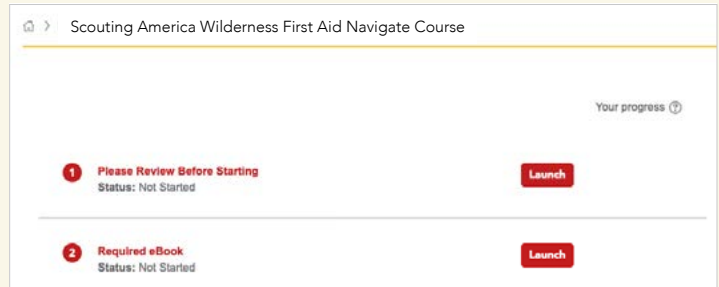 Scouting America Wilderness First Aid Navigate Course
Your progress
1 Please Review Before Starting Launch
Status: Not Started
2 Required eBook Launch
Status: Not Started